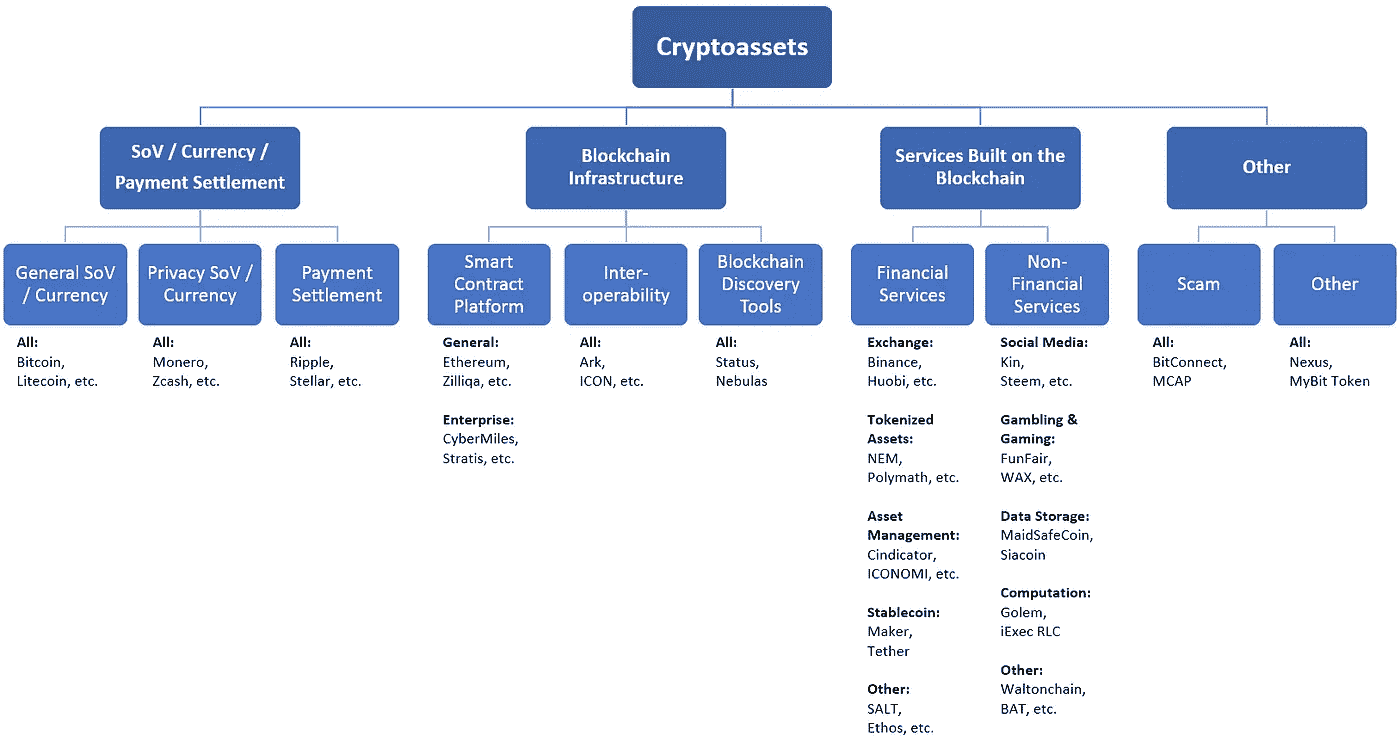 Cryptoassets
SoV / Currency /
Payment Settlement
Blockchain
Infrastructure
Services Built on the
Blockchain
Other
General SoV
/ Currency
Privacy SoV /
Currency
Payment
Settlement
Smart
Contract
Platform
Inter-
operability
Blockchain
Discovery
Tools
Financial
Services
Non-
Financial
Services
Scam
Other
All:
Bitcoin,
Litecoin, etc.
All:
Monero,
Zcash, etc.
All:
Ripple,
Stellar, etc.
General:
Ethereum,
Zilliqa, etc.
Enterprise:
CyberMiles,
Stratis, etc.
All:
Ark,
ICON, etc.
All:
Status,
Nebulas
Exchange:
Binance,
Huobi, etc.
Tokenized
Assets:
NEM,
Polymath, etc.
Asset
Management:
Cindicator,
ICONOMI, etc.
Stablecoin:
Maker,
Tether
Other:
SALT,
Ethos, etc.
Social Media:
Kin,
Steem, etc.
Gambling &
Gaming:
FunFair,
WAX, etc.
Data Storage:
MaidSafeCoin,
Siacoin
Computation:
Golem,
iExec RLC
Other:
Waltonchain,
BAT, etc.
All:
BitConnect,
MCAP
All:
Nexus,
MyBit Token